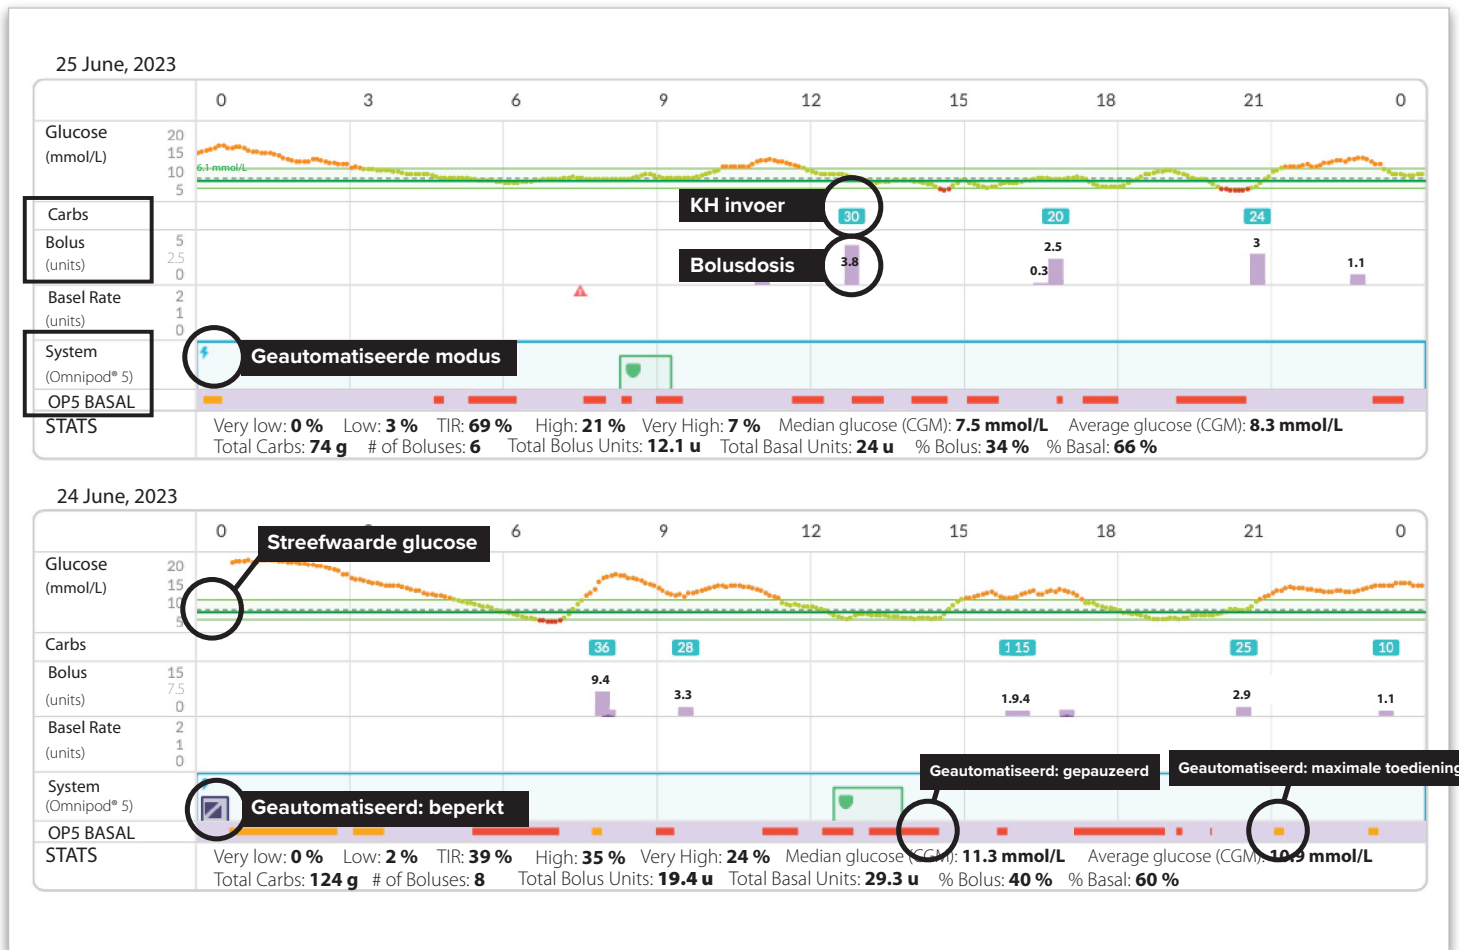 25 June, 2023
0 3 6 9 12 15 18 21 0
Glucose
(mmol/L)
20
15
10
5
6.1 mmol/L
Carbs
KH invoer
30 20 24
Bolus
(units)
5
2.5
0
Bolusdosis
3.8 0.3 2.5 3 1.1
Basel Rate
(units)
2
1
0
System
(Omnipod® 5)
Geautomatiseerde modus
OP5 BASAL
STATS
Very low: 0 % Low: 3 % TIR: 69 % High: 21 % Very High: 7 % Median glucose (CGM): 7.5 mmol/L Average glucose (CGM): 8.3 mmol/L
Total Carbs: 74 g # of Boluses: 6 Total Bolus Units: 12.1 u Total Basal Units: 24 u % Bolus: 34 % % Basal: 66 %
24 June, 2023
0 6 9 12 15 18 21 0
Streefwaarde glucose
Glucose
(mmol/L)
20
15
10
5
Carbs
36 28 1 15 25 10
Bolus
(units)
15
7.5
0
9.4 3.3 1.9.4 2.9 1.1
Basel Rate
(units)
2
1
0
System
(Omnipod® 5)
Geautomatiseerd: beperkt
Geautomatiseerd: gepauzeerd
Geautomatiseerd: maximale toediening
OP5 BASAL
STATS
Very low: 0 % Low: 2 % TIR: 39 % High: 35 % Very High: 24 % Median glucose (CGM): 11.3 mmol/L Average glucose (CGM): 10.9 mmol/L
Total Carbs: 124 g # of Boluses: 8 Total Bolus Units: 19.4 u Total Basal Units: 29.3 u % Bolus: 40 % % Basal: 60 %